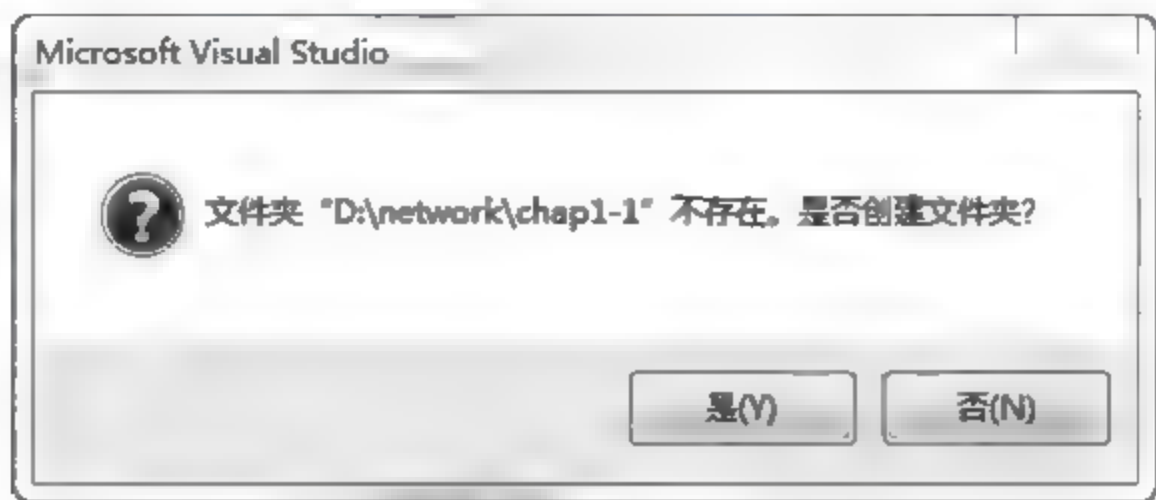 Microsoft Visual Studio
文件夹 "D:\network\chap1-1" 不存在。是否创建文件夹?
是(Y)
否(N)